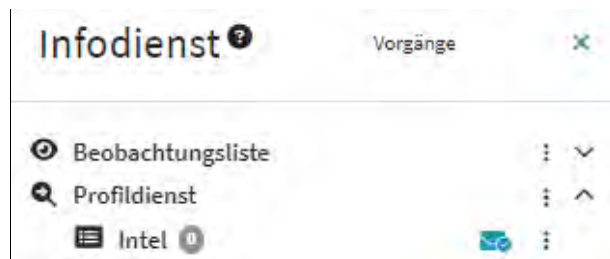 Infodienst ?
Vorgänge
Beobachtungsliste
Profildienst
Intel 0